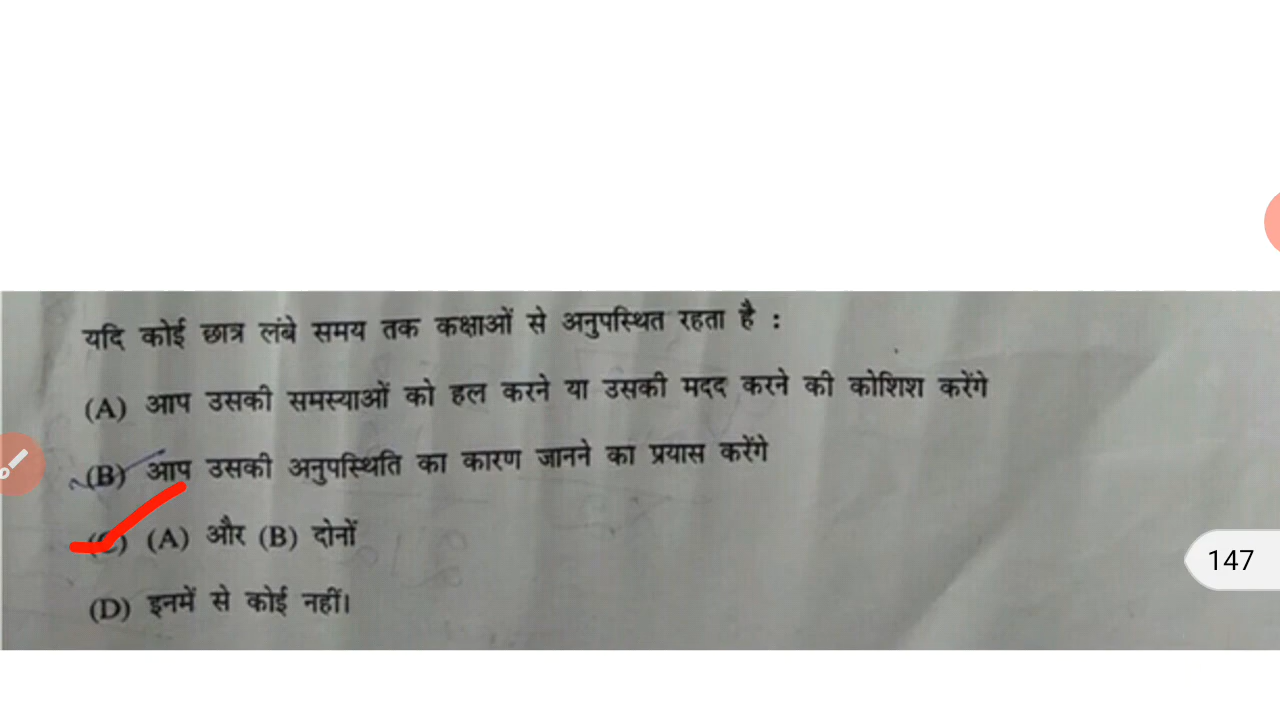 यदि कोई छात्र लंबे समय तक कक्षाओं से अनुपस्थित रहता है :
(A) आप उसकी समस्याओं को हल करने या उसकी मदद करने की कोशिश करेंगे
(B) आप उसकी अनुपस्थिति का कारण जानने का प्रयास करेंगे
(C) (A) और (B) दोनों
147
(D) इनमें से कोई नहीं।